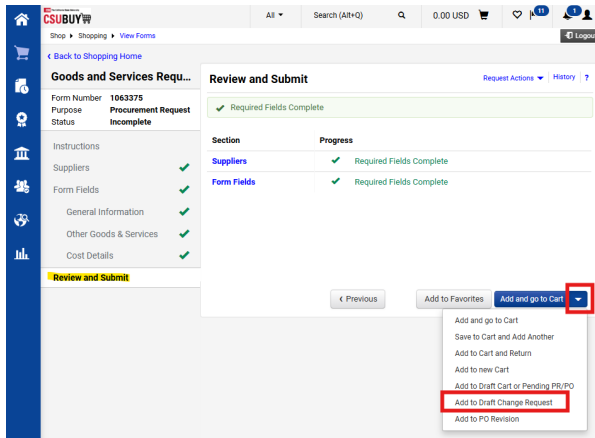 CSUBUY
All
Search (Alt+Q)
0.00 USD
11
1
Shop
Shopping
View Forms
Logou
Back to Shopping Home
Goods and Services Requ...
Form Number 1063375
Purpose Procurement Request
Status Incomplete
Instructions
Suppliers
Form Fields
General Information
Other Goods & Services
Cost Details
Review and Submit
Review and Submit
Request Actions
History
?
Required Fields Complete
Section Progress
Suppliers Required Fields Complete
Form Fields Required Fields Complete
Previous
Add to Favorites
Add and go to Cart
Add and go to Cart
Save to Cart and Add Another
Add to Cart and Return
Add to new Cart
Add to Draft Cart or Pending PR/PO
Add to Draft Change Request
Add to PO Revision